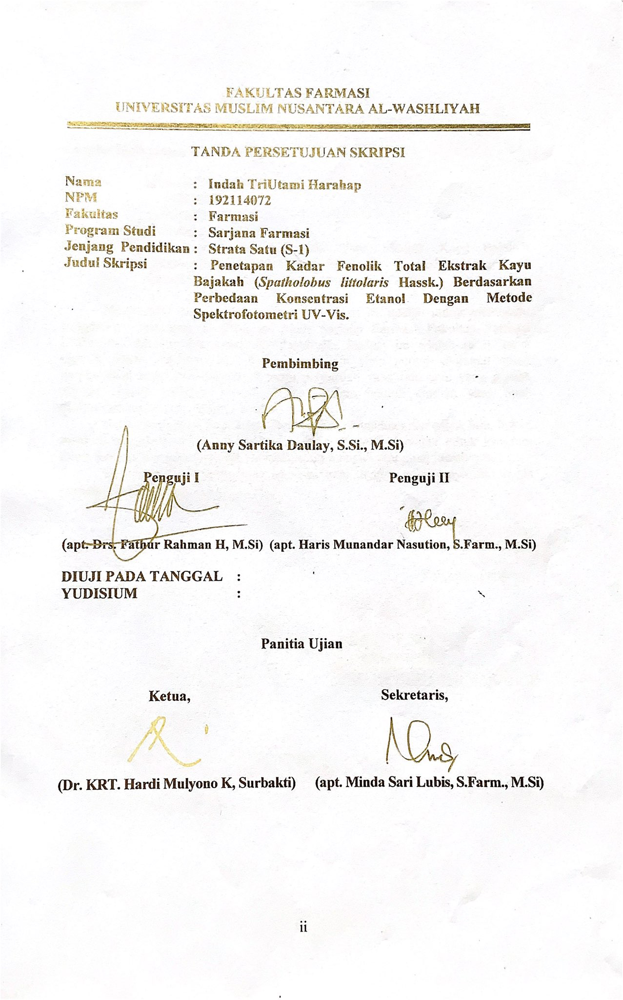 FAKULTAS FARMASI
UNIVERSITAS MUSLIM NUSANTARA AL-WASHLIYAH
TANDA PERSETUJUAN SKRIPSI
Nama : Indah TriUtami Harahap
NPM : 192114072
Fakultas : Farmasi
Program Studi : Sarjana Farmasi
Jenjang Pendidikan : Strata Satu (S-1)
Judul Skripsi : Penetapan Kadar Fenolik Total Ekstrak Kayu
Bajakah (Spatholobus littolaris Hassk.) Berdasarkan
Perbedaan Konsentrasi Etanol Dengan Metode
Spektrofotometri UV-Vis.
Pembimbing
(Anny Sartika Daulay, S.Si., M.Si)
Penguji I Penguji II
(apt. Drs. Fathur Rahman H, M.Si) (apt. Haris Munandar Nasution, S.Farm., M.Si)
DIUJI PADA TANGGAL :
YUDISIUM :
Panitia Ujian
Ketua, Sekretaris,
(Dr. KRT. Hardi Mulyono K, Surbakti) (apt. Minda Sari Lubis, S.Farm., M.Si)
ii